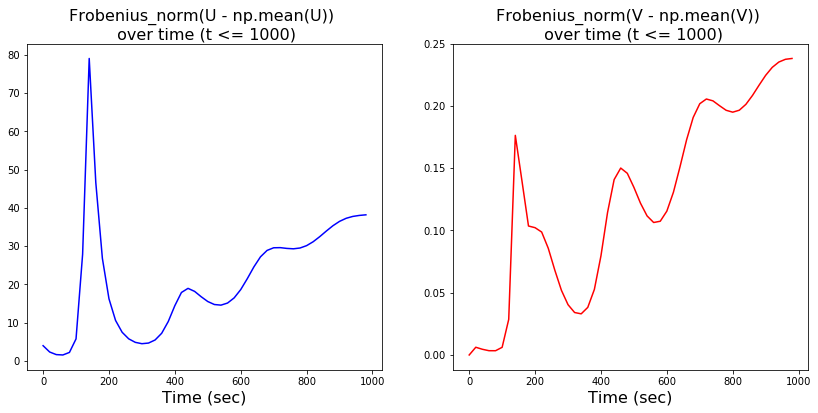 Frobenius_norm(U - np.mean(U))
over time (t <= 1000)
80
70
60
50
40
30
20
10
0
0 200 400 600 800 1000
Time (sec)
Frobenius_norm(V - np.mean(V))
over time (t <= 1000)
0.25
0.20
0.15
0.10
0.05
0.00
0 200 400 600 800 1000
Time (sec)